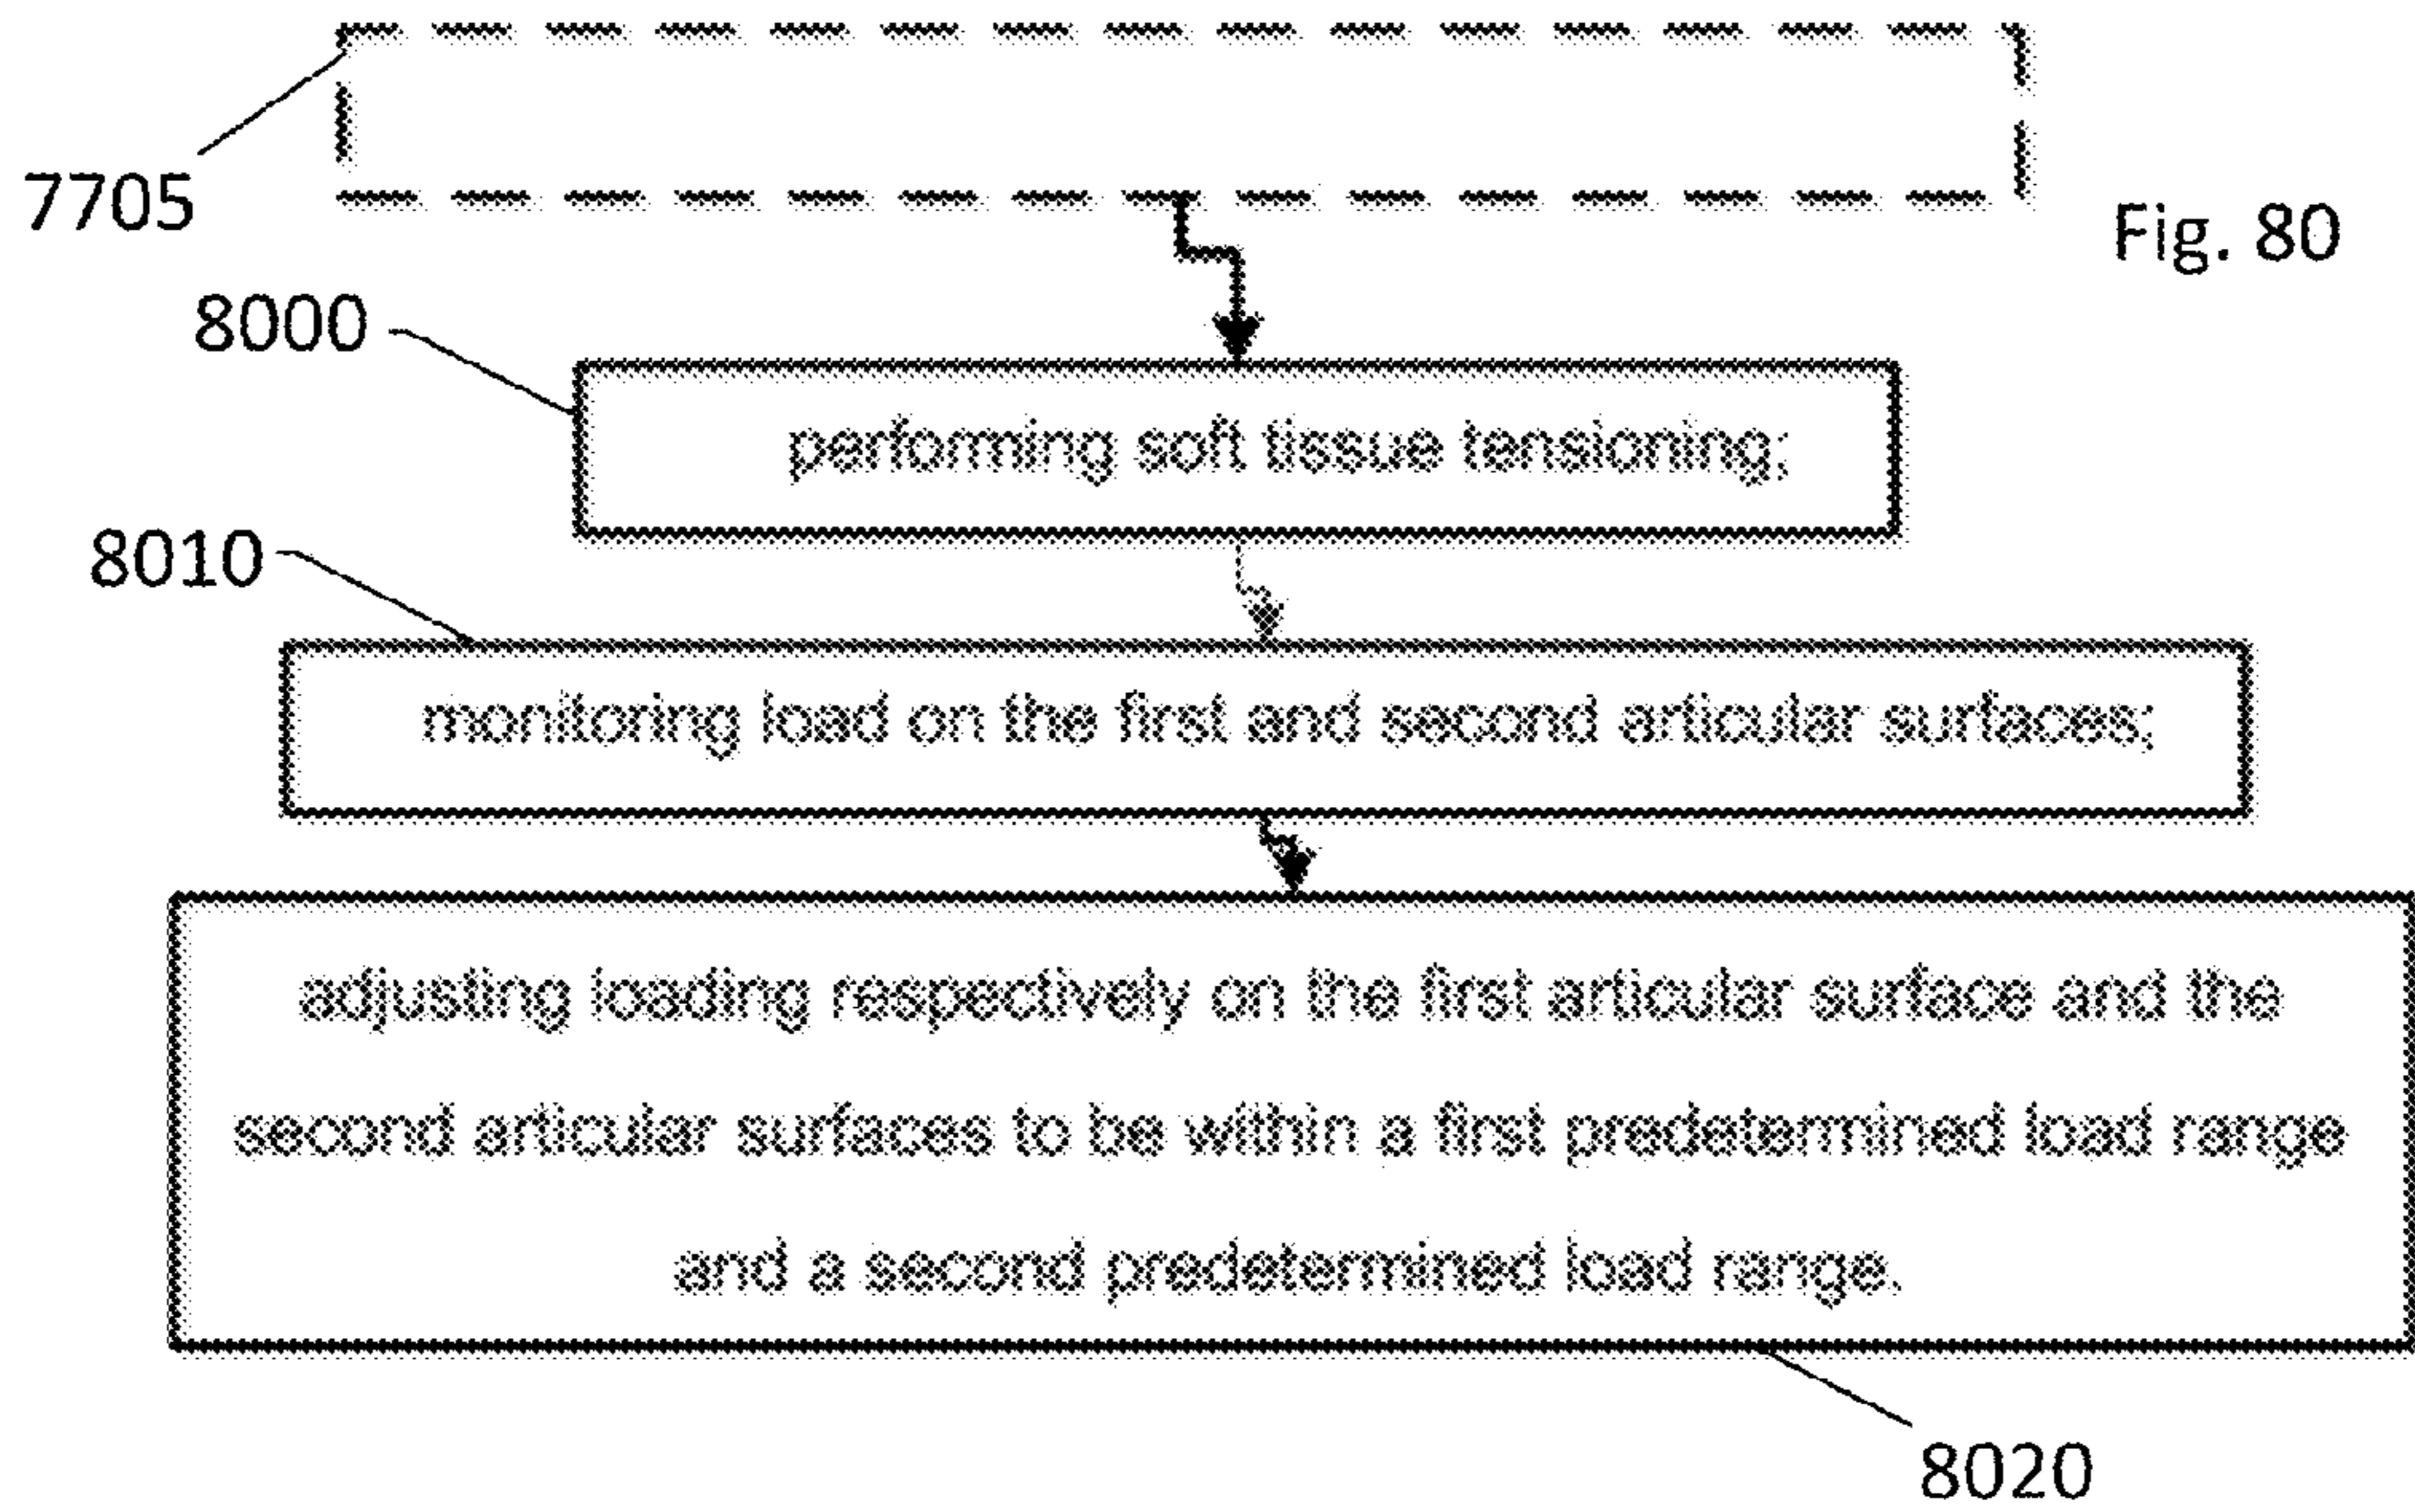 7705
Fig. 80
8000
performing soft tissue tensioning;
8010
monitoring load on the first and second articular surfaces;
adjusting loading respectively on the first articular surface and the
second articular surfaces to be within a first predetermined load range
and a second predetermined load range.
8020